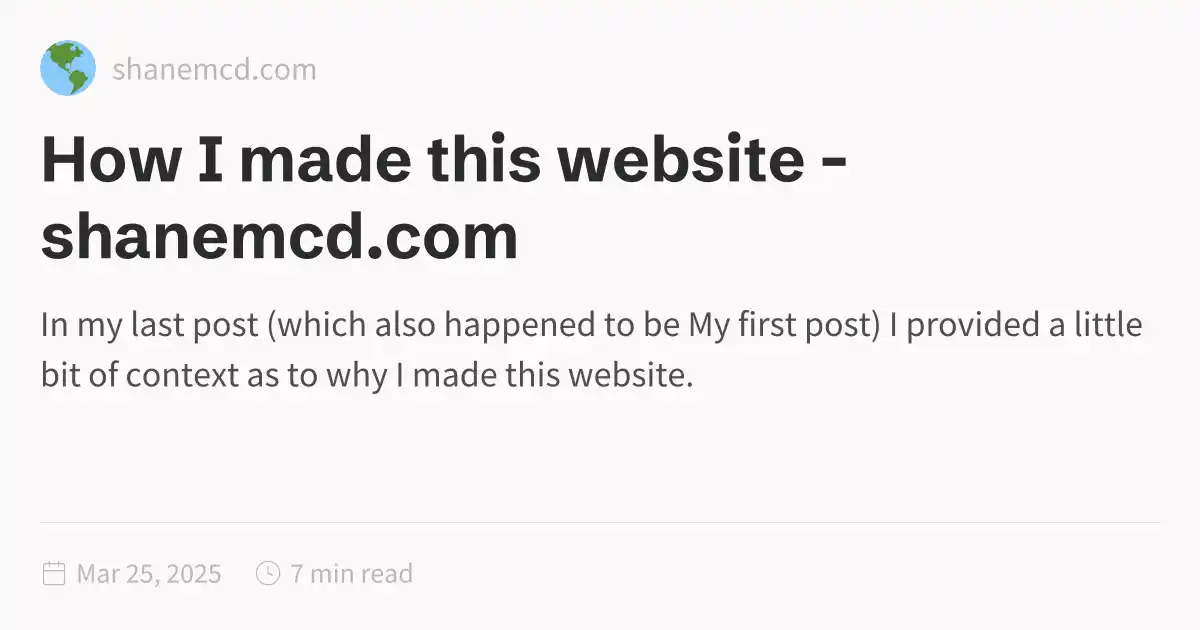 shanemcd.com
How I made this website -
shanemcd.com
In my last post (which also happened to be My first post) I provided a little
bit of context as to why I made this website.
Mar 25, 2025 7 min read